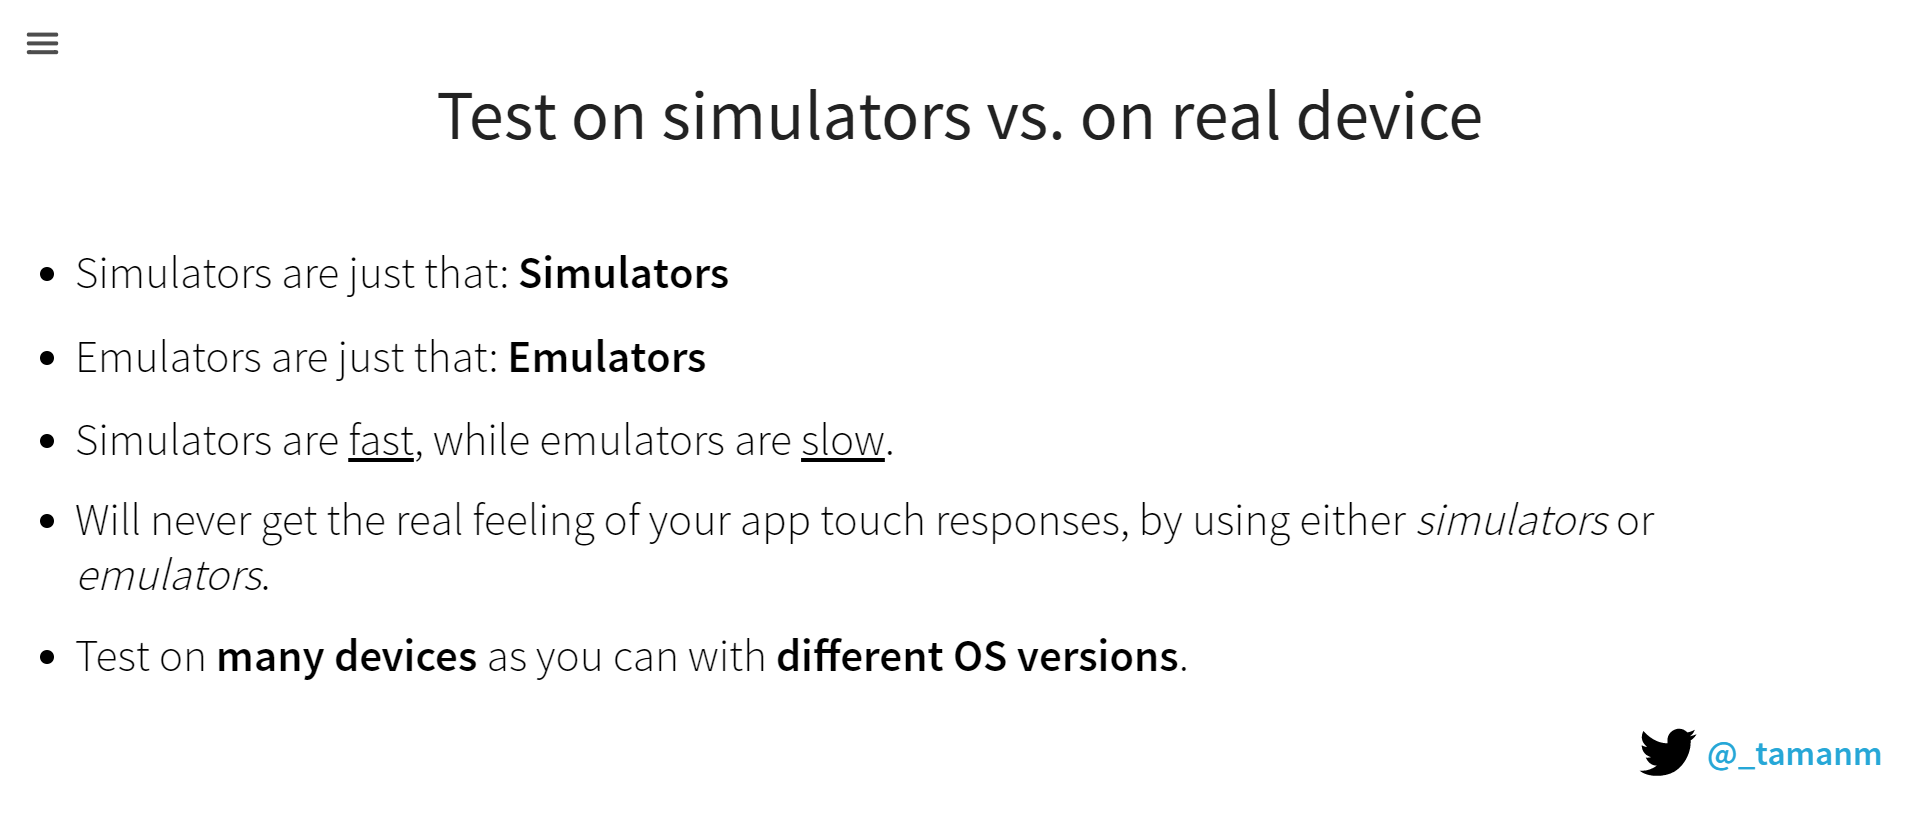 Test on simulators vs. on real device
Simulators are just that: Simulators
Emulators are just that: Emulators
Simulators are fast, while emulators are slow.
Will never get the real feeling of your app touch responses, by using either simulators or
emulators.
Test on many devices as you can with different OS versions.
@_tamanm